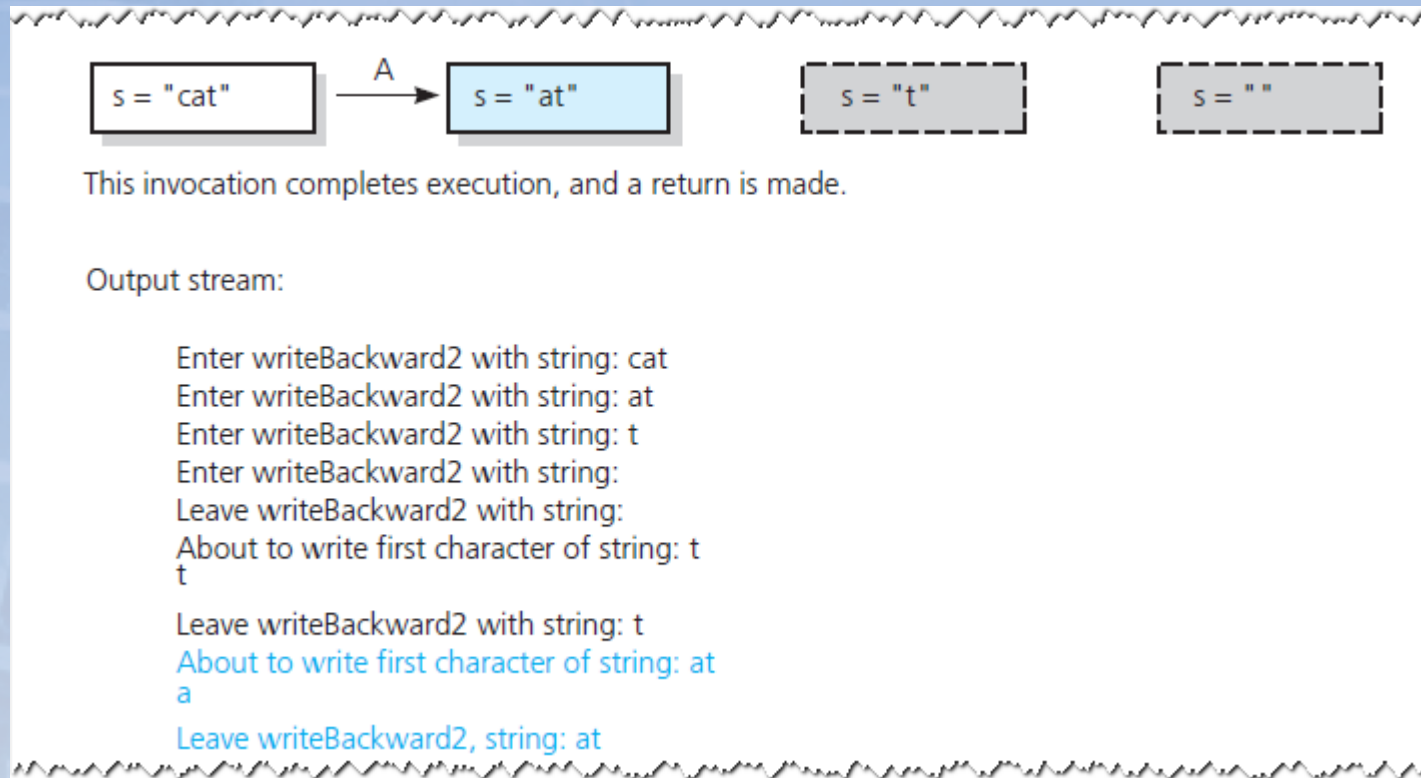 s = "cat"
A
s = "at"
s = "t"
s = " "
This invocation completes execution, and a return is made.
Output stream:
Enter writeBackward2 with string: cat
Enter writeBackward2 with string: at
Enter writeBackward2 with string: t
Enter writeBackward2 with string:
Leave writeBackward2 with string:
About to write first character of string: t
t
Leave writeBackward2 with string: t
About to write first character of string: at
a
Leave writeBackward2, string: at